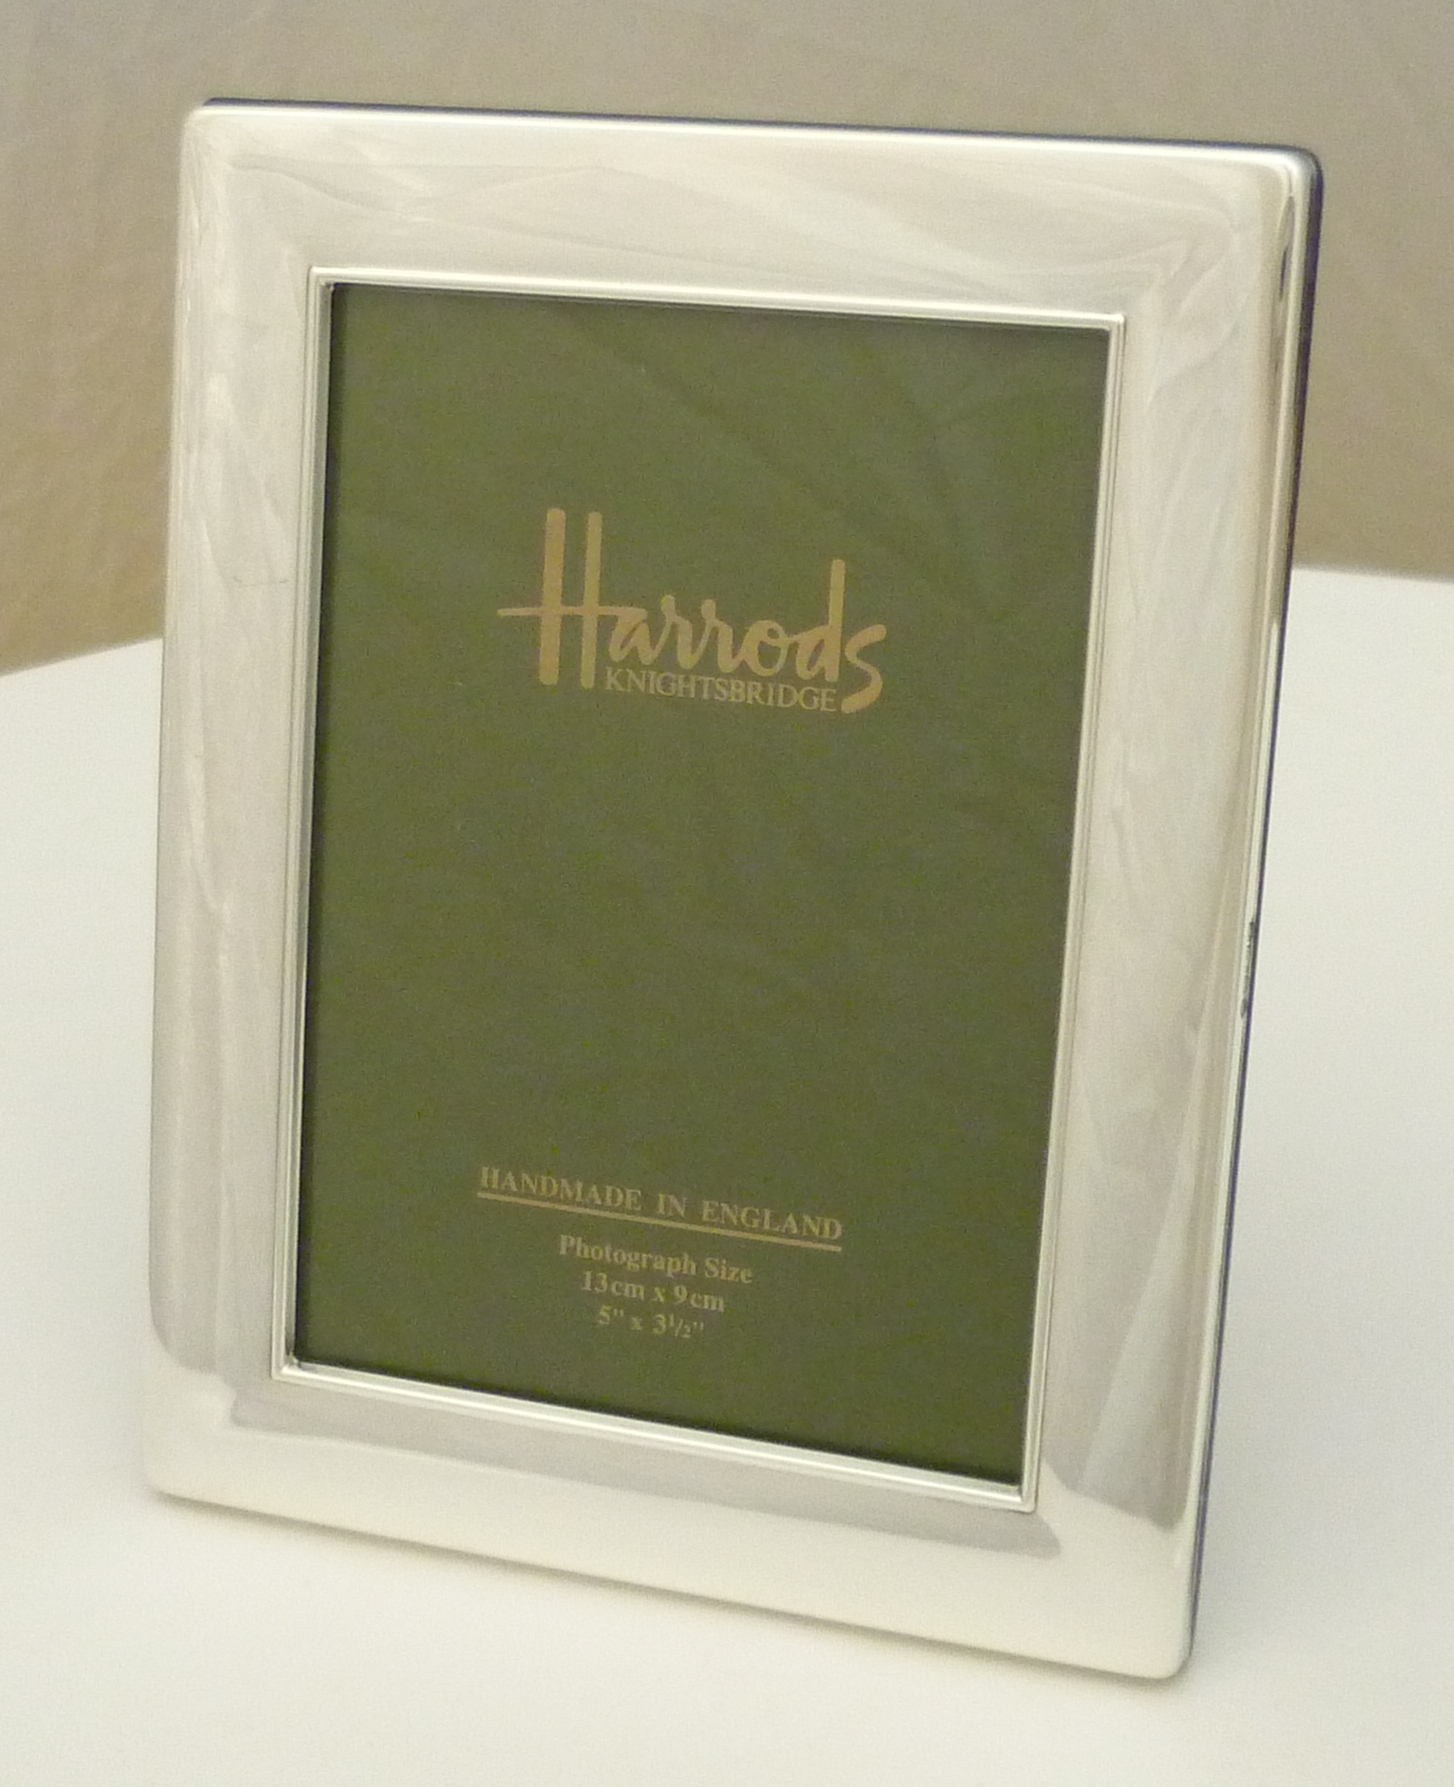 Harrods
KNIGHTSBRIDGE
HANDMADE IN ENGLAND
Photograph Size
13cm x 9cm
5" x 3½"